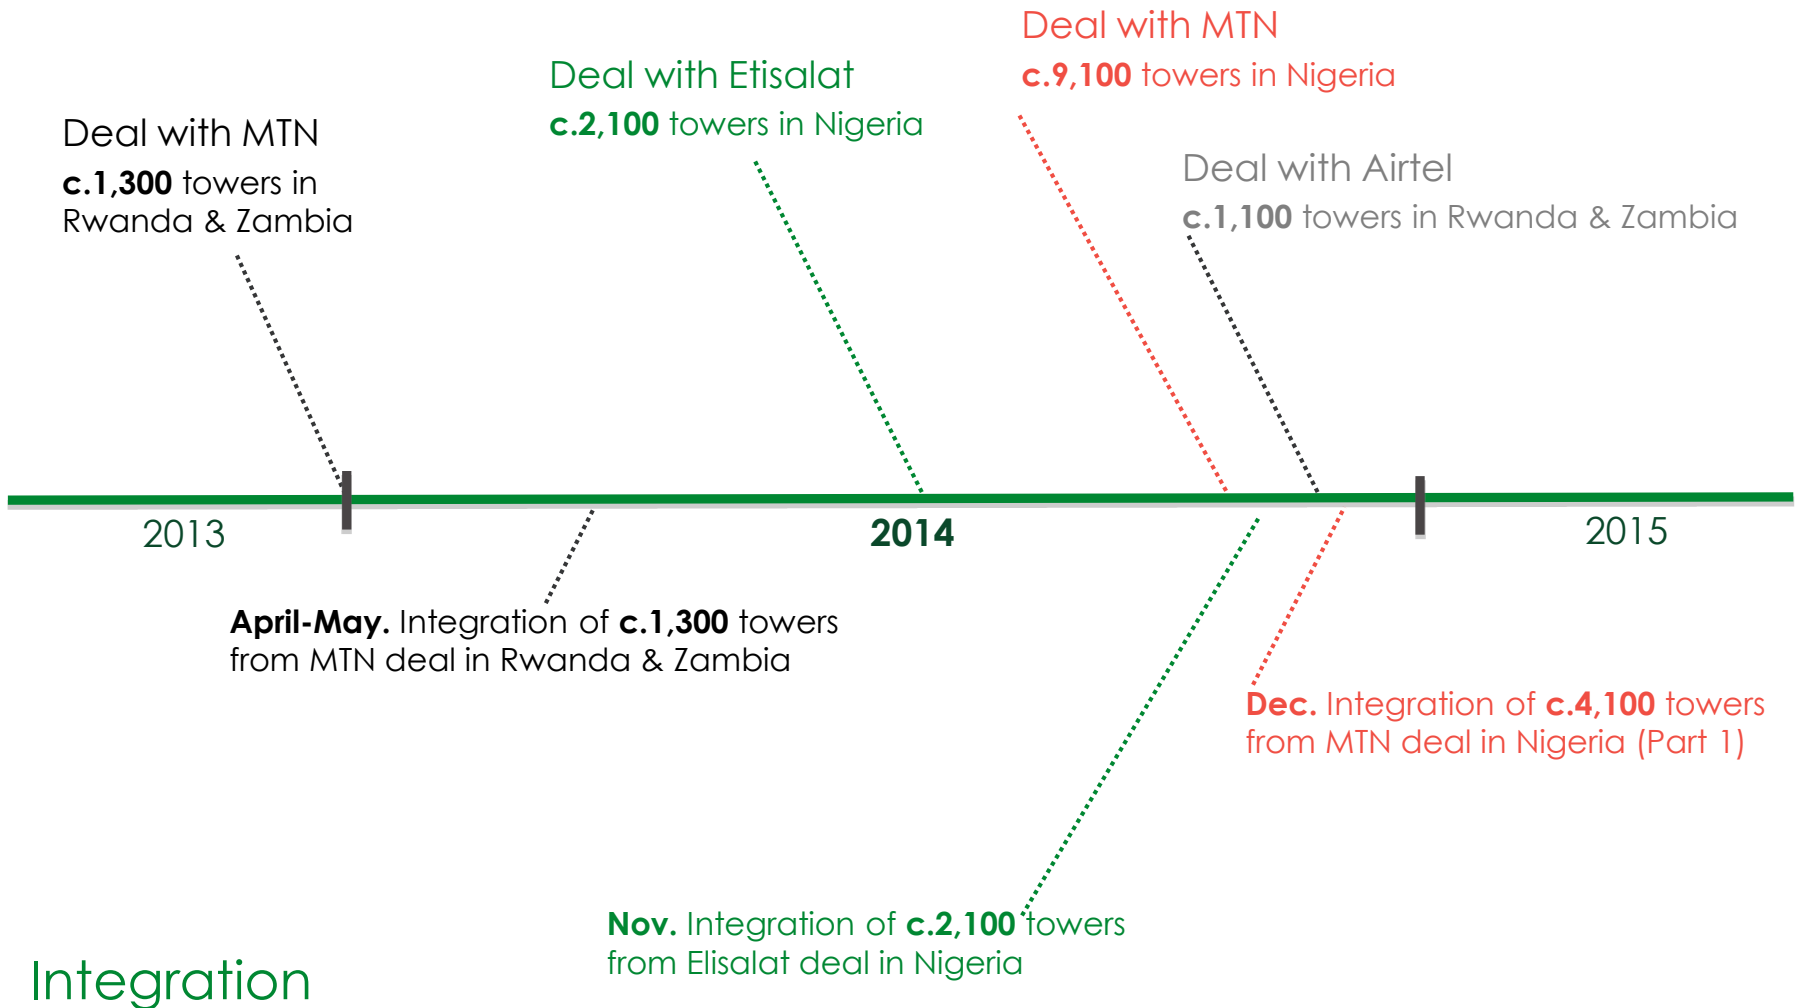 Deal with MTN
c.9,100 towers in Nigeria
Deal with Etisalat
c.2,100 towers in Nigeria
Deal with MTN
c.1,300 towers in
Rwanda & Zambia
Deal with Airtel
c.1,100 towers in Rwanda & Zambia
2013
2014
2015
April-May. Integration of c.1,300 towers
from MTN deal in Rwanda & Zambia
Dec. Integration of c.4,100 towers
from MTN deal in Nigeria (Part 1)
Nov. Integration of c.2,100 towers
from Elisalat deal in Nigeria
Integration